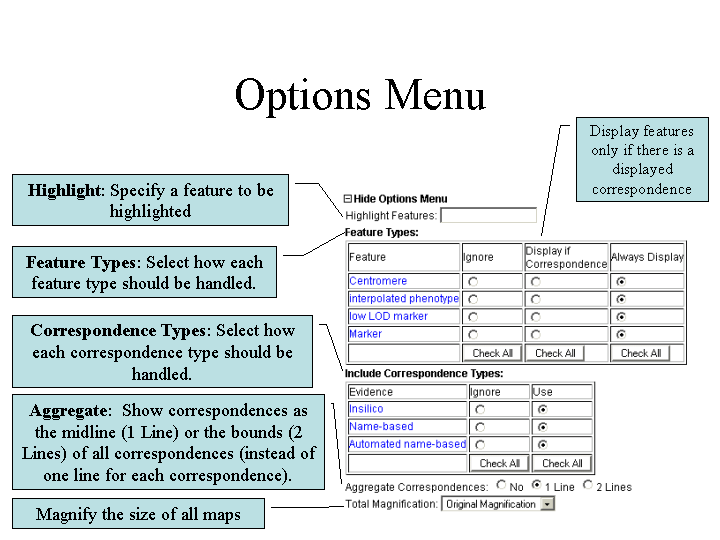 Options Menu
Display features
only if there is a
displayed
correspondence
Highlight: Specify a feature to be
highlighted
Feature Types: Select how each
feature type should be handled.
Correspondence Types: Select how
each correspondence type should be
handled.
Aggregate:  Show correspondences as
the midline (1 Line) or the bounds (2
Lines) of all correspondences (instead of
one line for each correspondence).
Magnify the size of all maps
Hide Options Menu
Highlight Features:
Feature Types:
Feature Ignore Display if Correspondence Always Display
Centromere
interpolated phenotype
low LOD marker
Marker
Check All Check All Check All
Include Correspondence Types:
Evidence Ignore Use
Insilico
Name-based
Automated name-based
Check All Check All
Aggregate Correspondences: No 1 Line 2 Lines
Total Magnification: Original Magnification